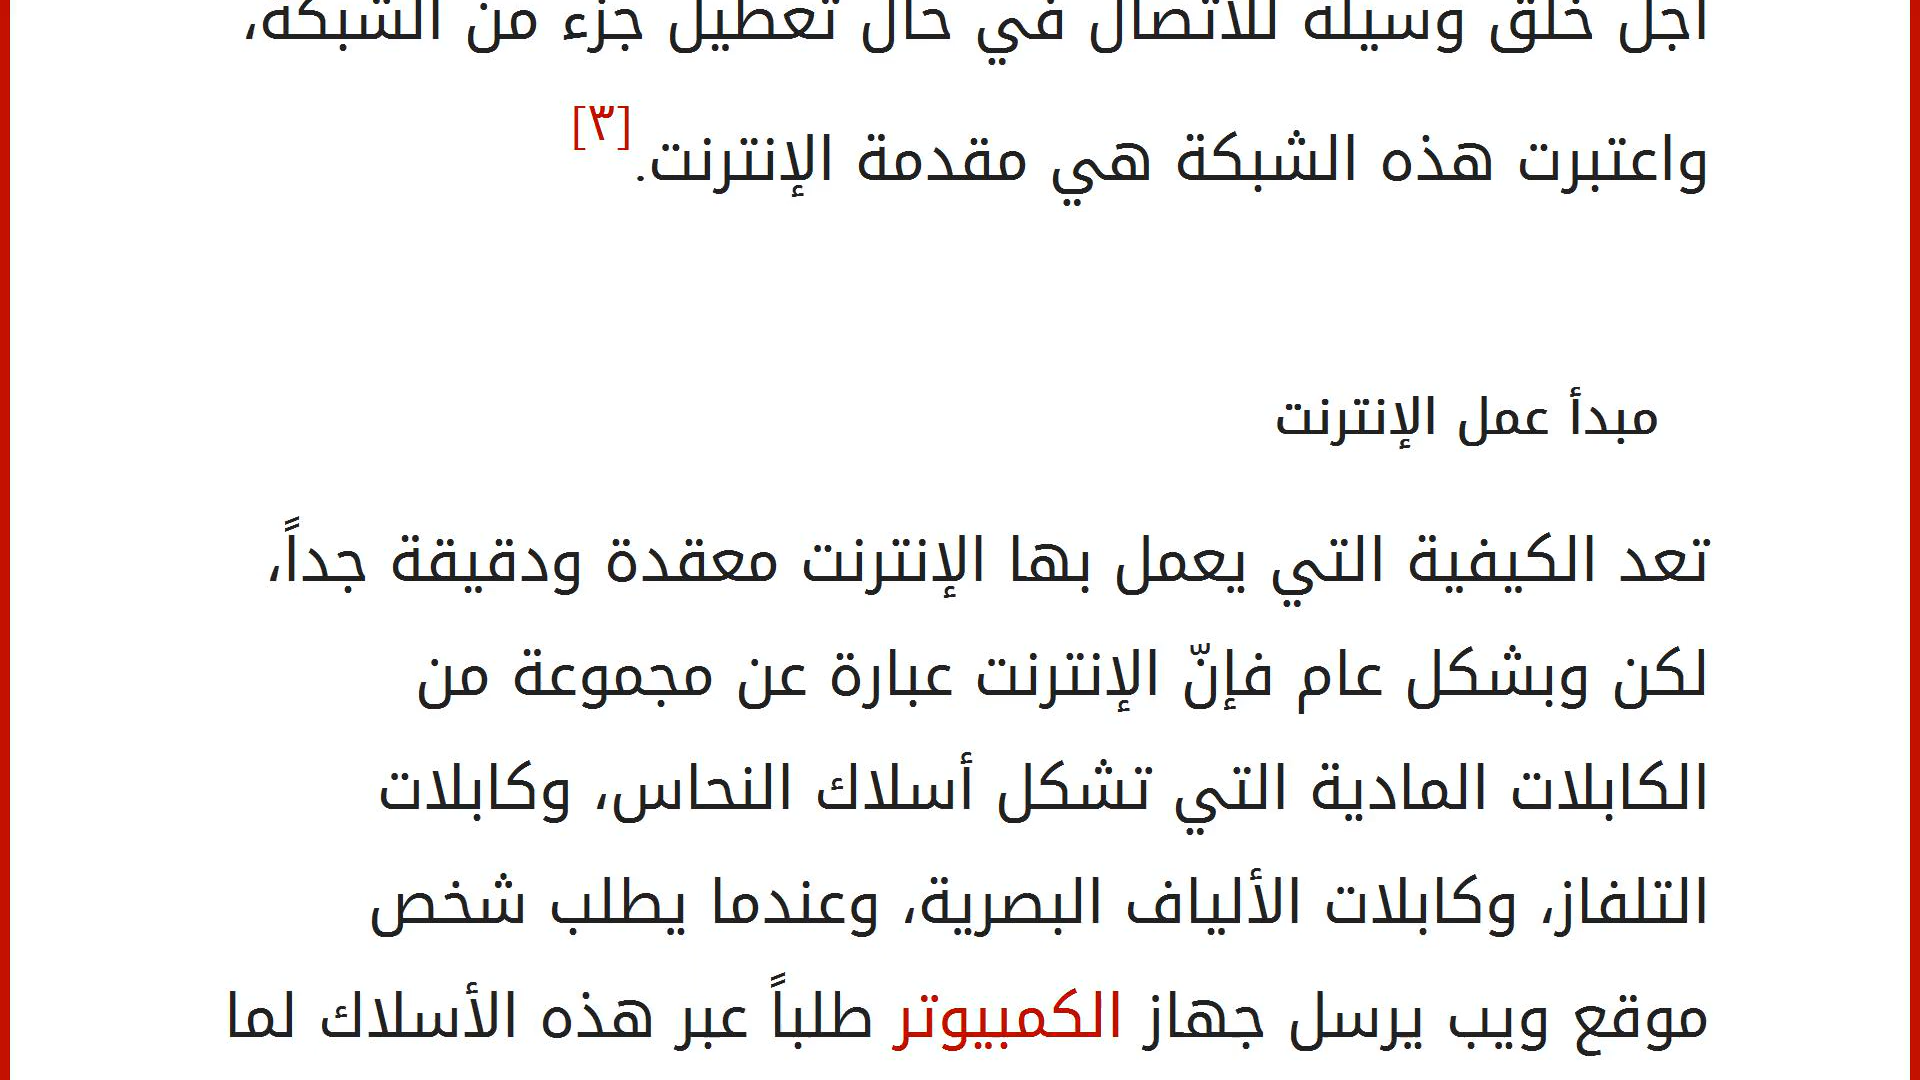 أجل خلق وسيلة للاتصال في حال تعطيل جزء من الشبكة،
واعتبرت هذه الشبكة هي مقدمة الإنترنت.[٣]
مبدأ عمل الإنترنت
تعد الكيفية التي يعمل بها الإنترنت معقدة ودقيقة جداً،
لكن وبشكل عام فإنّ الإنترنت عبارة عن مجموعة من
الكابلات المادية التي تشكل أسلاك النحاس، وكابلات
التلفاز، وكابلات الألياف البصرية، وعندما يطلب شخص
موقع ويب يرسل جهاز الكمبيوتر طلباً عبر هذه الأسلاك لما